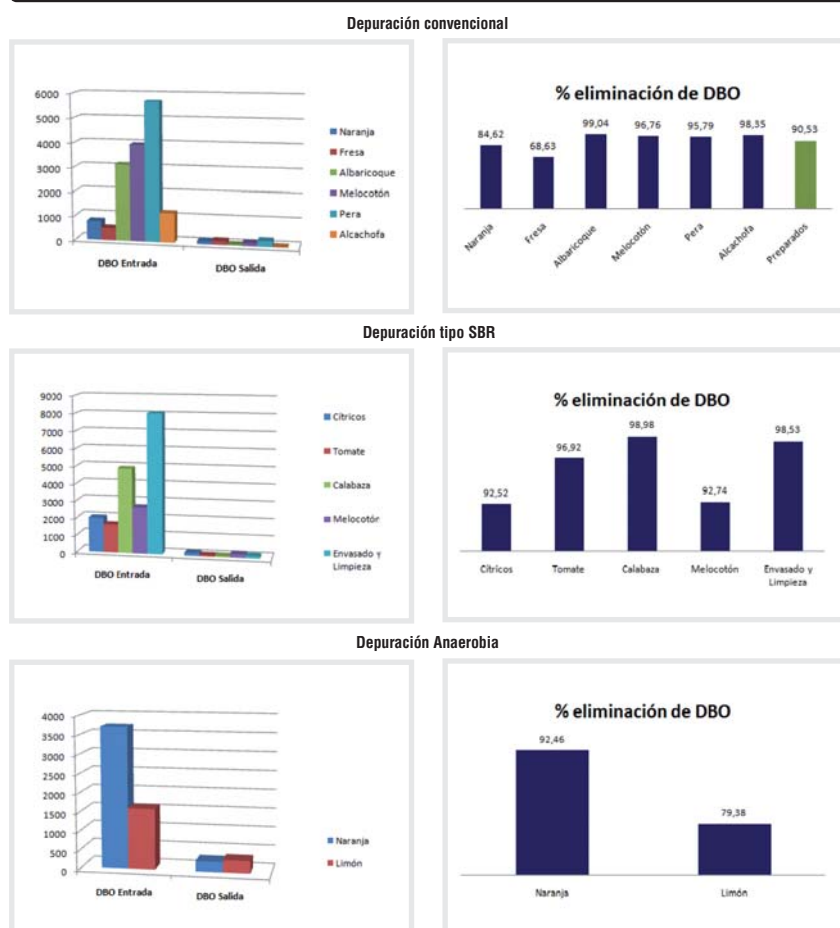 Depuración convencional
6000
5000
4000
3000
2000
1000
0
DBO Entrada
DBO Salida
Naranja
Fresa
Albaricoque
Melocotón
Pera
Alcachofa
% eliminación de DBO
84,62
68,63
99,04
96,76
95,79
98,35
90,53
Naranja
Fresa
Albaricoque
Melocotón
Pera
Alcachofa
Preparados
Depuración tipo SBR
9000
8000
7000
6000
5000
4000
3000
2000
1000
0
DBO Entrada
DBO Salida
Cítricos
Tomate
Calabaza
Melocotón
Envasado y
Limpieza
% eliminación de DBO
92,52
96,92
98,98
92,74
98,53
Cítricos
Tomate
Calabaza
Melocotón
Envasado y
Limpieza
Depuración Anaerobia
4000
3500
3000
2500
2000
1500
1000
500
0
DBO Entrada
DBO Salida
Naranja
Limón
% eliminación de DBO
92,46
79,38
Naranja
Limón